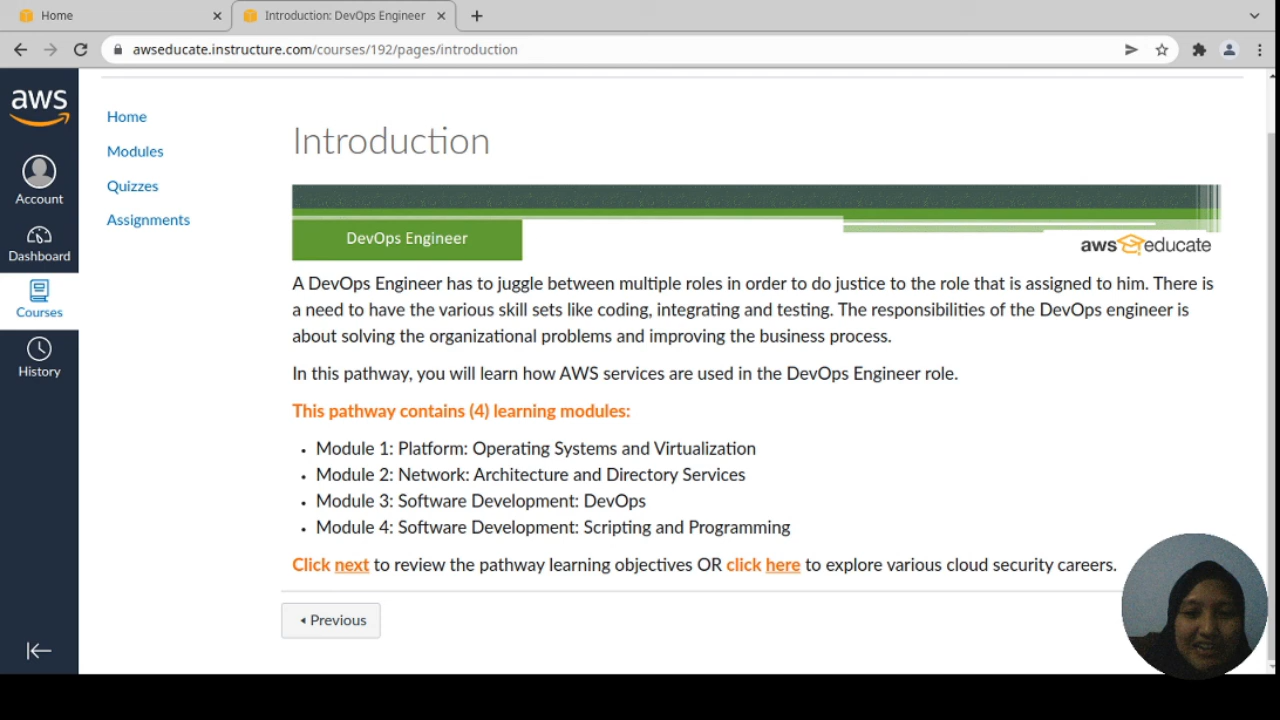 Home
Introduction: DevOps Engineer
awseducate.instructure.com/courses/192/pages/introduction
aws
Account
Dashboard
Courses
History
Home
Modules
Quizzes
Assignments
Introduction
DevOps Engineer
aws educate
A DevOps Engineer has to juggle between multiple roles in order to do justice to the role that is assigned to him. There is
a need to have the various skill sets like coding, integrating and testing. The responsibilities of the DevOps engineer is
about solving the organizational problems and improving the business process.
In this pathway, you will learn how AWS services are used in the DevOps Engineer role.
This pathway contains (4) learning modules:
• Module 1: Platform: Operating Systems and Virtualization
• Module 2: Network: Architecture and Directory Services
• Module 3: Software Development: DevOps
• Module 4: Software Development: Scripting and Programming
Click next to review the pathway learning objectives OR click here to explore various cloud security careers.
Previous